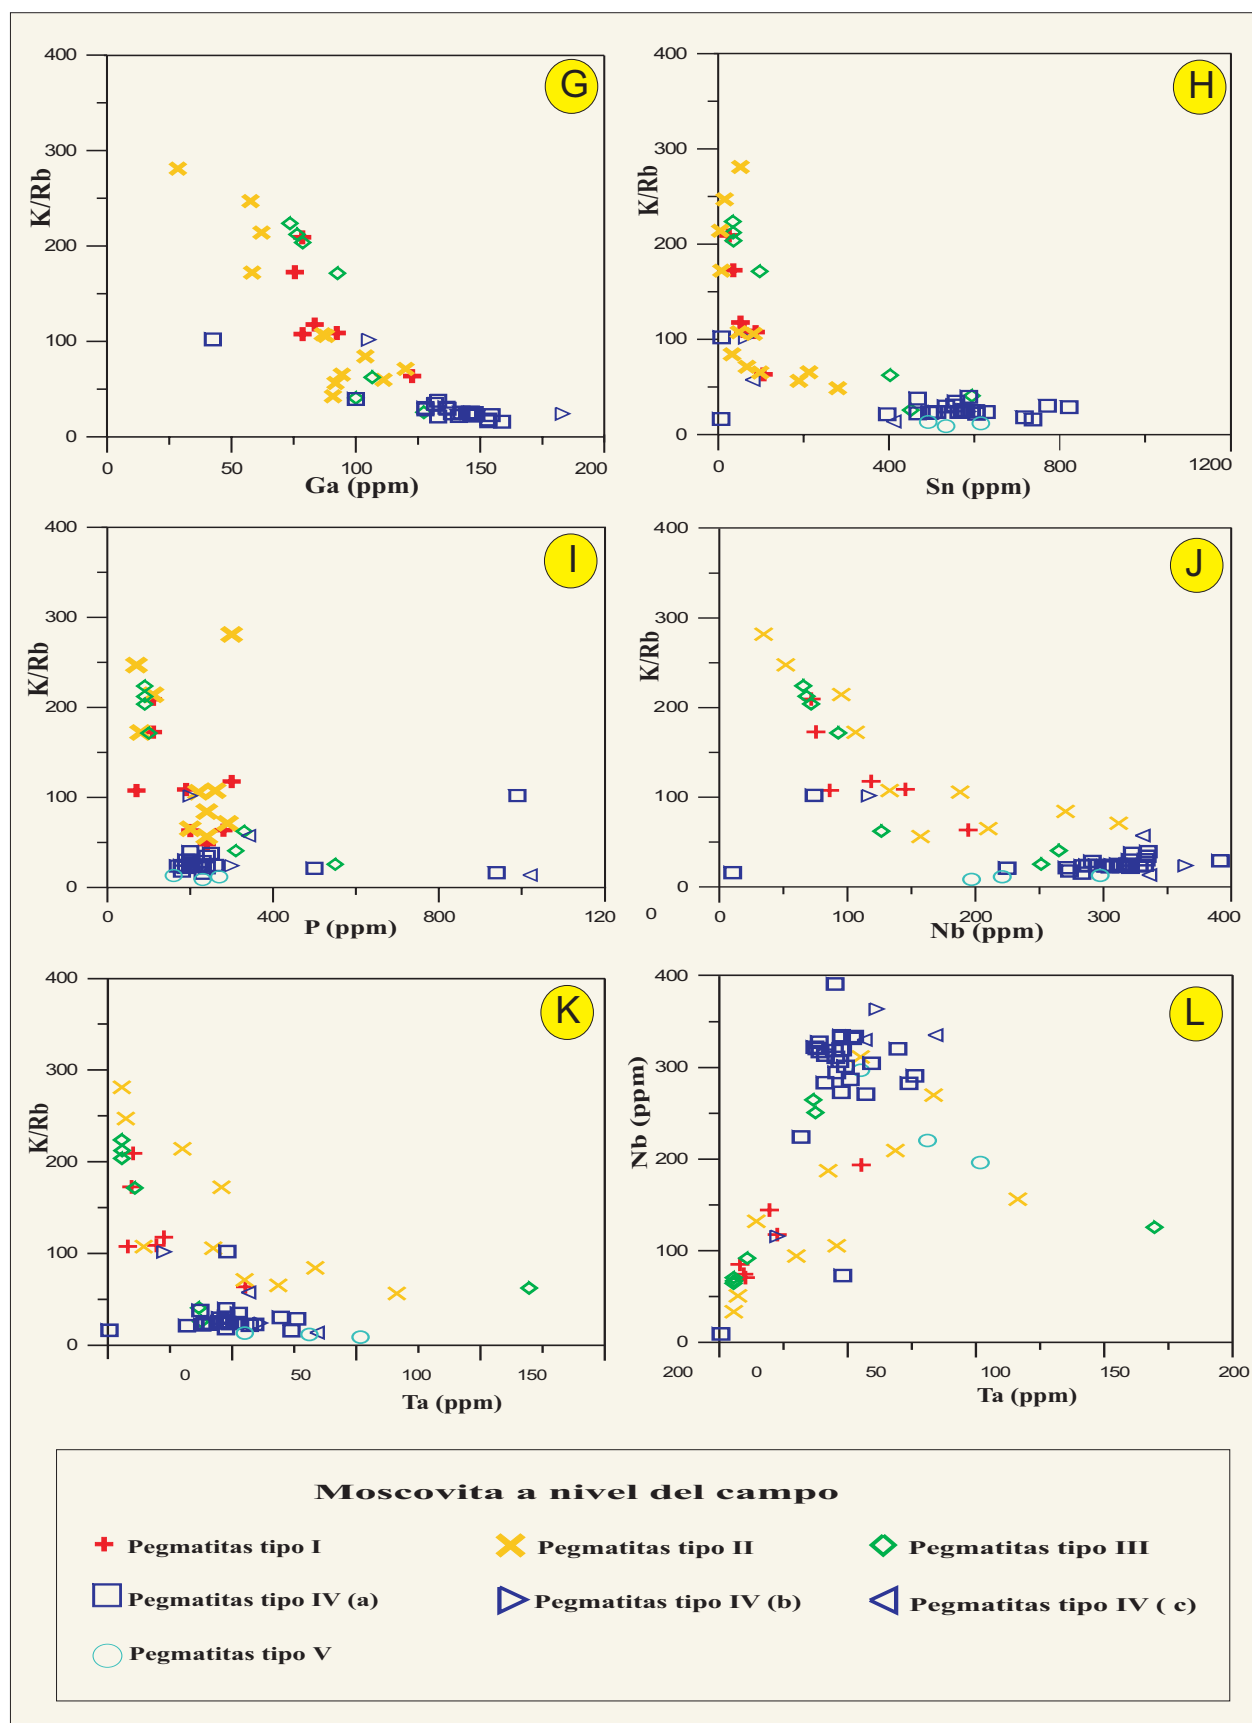 400
300
200
100
0
K/Rb
G
0 50 100 150 200
Ga (ppm)
400
300
200
100
0
K/Rb
H
0 400 800 1200
Sn (ppm)
400
300
200
100
0
K/Rb
I
0 400 800 120
P (ppm)
400
300
200
100
0
K/Rb
J
0 0 100 200 300 400
Nb (ppm)
400
300
200
100
0
K/Rb
K
0 50 100 150
Ta (ppm)
400
300
200
100
0
Nb (ppm)
L
200 0 50 100 150 200
Ta (ppm)
Moscovita a nivel del campo
Pegmatitas tipo I
Pegmatitas tipo II
Pegmatitas tipo III
Pegmatitas tipo IV (a)
Pegmatitas tipo IV (b)
Pegmatitas tipo IV ( c)
Pegmatitas tipo V